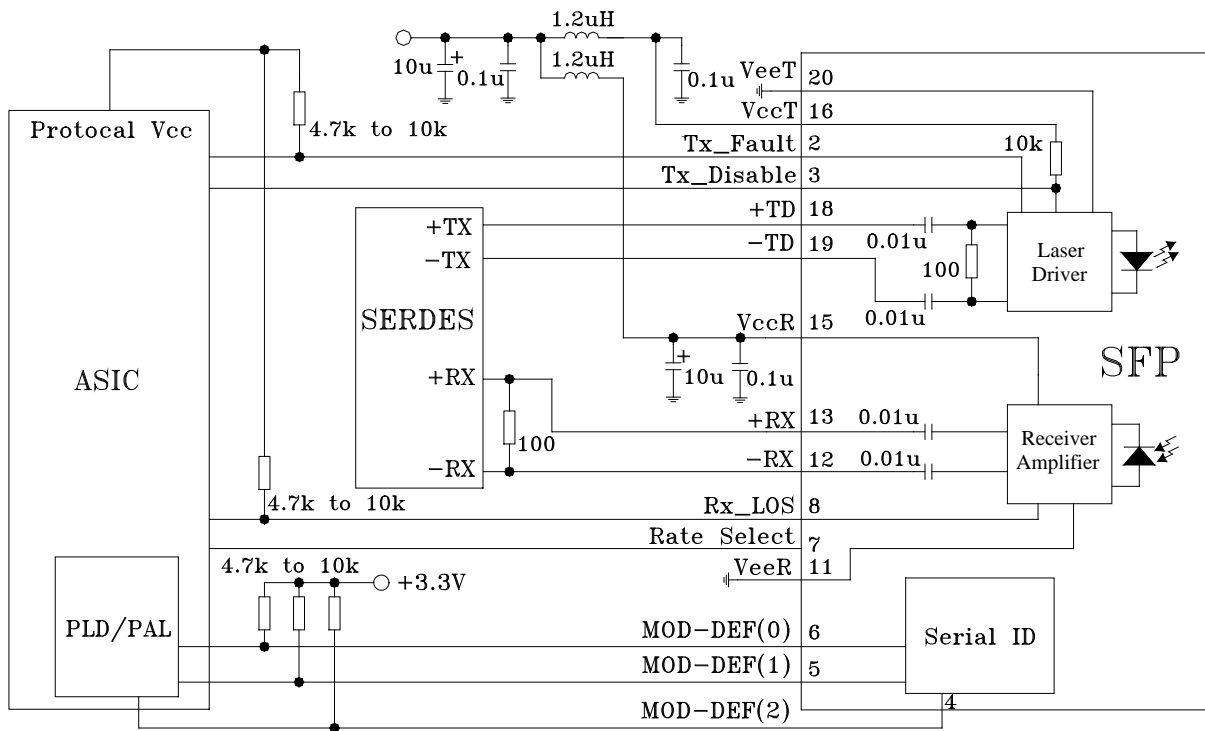 1.2uH
1.2uH
10u
+
0.1u
0.1u
VeeT 20
VccT 16
Protocal Vcc
4.7k to 10k
Tx_Fault 2
10k
Tx_Disable 3
+TD 18
+TX
0.01u
-TD 19
-TX
100
Laser
Driver
0.01u
SERDES
VccR 15
SFP
ASIC
+
10u
0.1u
+RX
+RX 13
0.01u
100
Receiver
Amplifier
-RX
-RX 12
0.01u
4.7k to 10k
Rx_LOS 8
Rate Select 7
4.7k to 10k
+3.3V
VeeR 11
PLD/PAL
MOD-DEF(0) 6
Serial ID
MOD-DEF(1) 5
MOD-DEF(2) 4